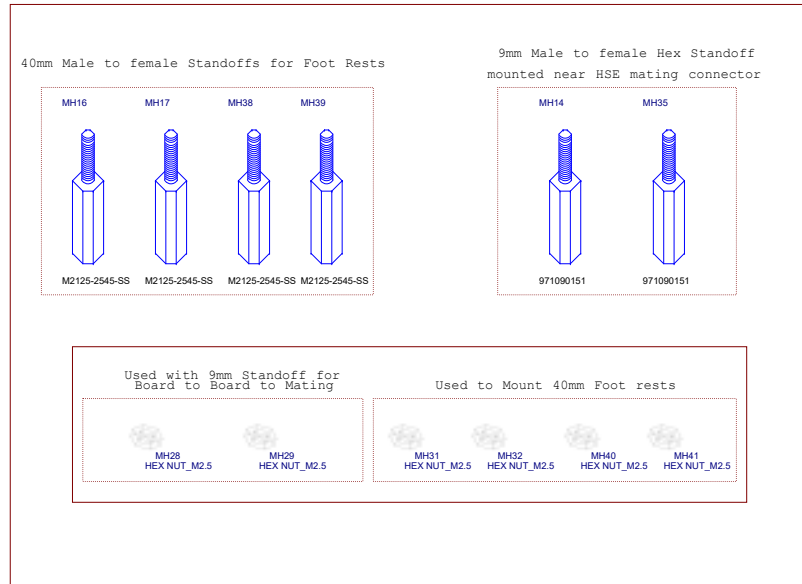 40mm Male to female Standoffs for Foot Rests
MH16 MH17 MH38 MH39
M2125-2545-SS M2125-2545-SS M2125-2545-SS M2125-2545-SS
9mm Male to female Hex Standoff
mounted near HSE mating connector
MH14 MH35
971090151 971090151
Used with 9mm Standoff for
Board to Board to Mating
MH28 MH29
HEX NUT_M2.5 HEX NUT_M2.5
Used to Mount 40mm Foot rests
MH31 MH32 MH40 MH41
HEX NUT_M2.5 HEX NUT_M2.5 HEX NUT_M2.5 HEX NUT_M2.5